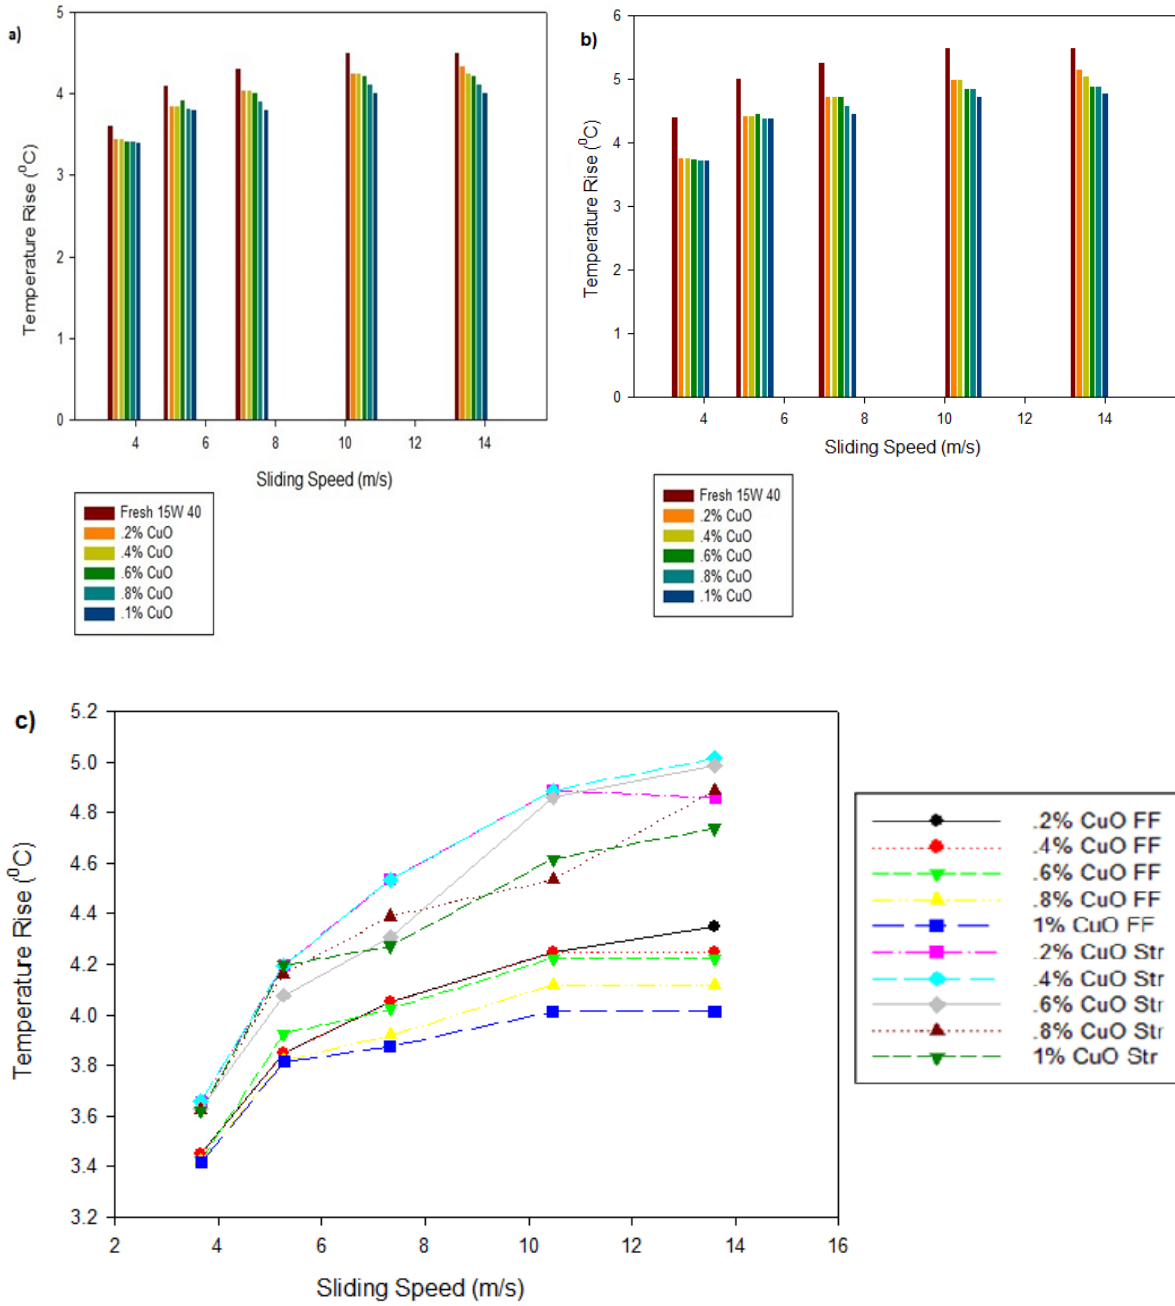 a)
5
4
3
2
1
0
Temperature Rise (⁰C)
4
6
8
10
12
14
Sliding Speed (m/s)
Fresh 15W 40
.2% CuO
.4% CuO
.6% CuO
.8% CuO
.1% CuO
b)
6
5
4
3
2
1
0
Temperature Rise (⁰C)
4
6
8
10
12
14
Sliding Speed (m/s)
Fresh 15W 40
.2% CuO
.4% CuO
.6% CuO
.8% CuO
.1% CuO
c)
5.2
5.0
4.8
4.6
4.4
4.2
4.0
3.8
3.6
3.4
3.2
Temperature Rise (⁰C)
2
4
6
8
10
12
14
16
Sliding Speed (m/s)
.2% CuO FF
.4% CuO FF
.6% CuO FF
.8% CuO FF
1% CuO FF
.2% CuO Str
.4% CuO Str
.6% CuO Str
.8% CuO Str
1% CuO Str